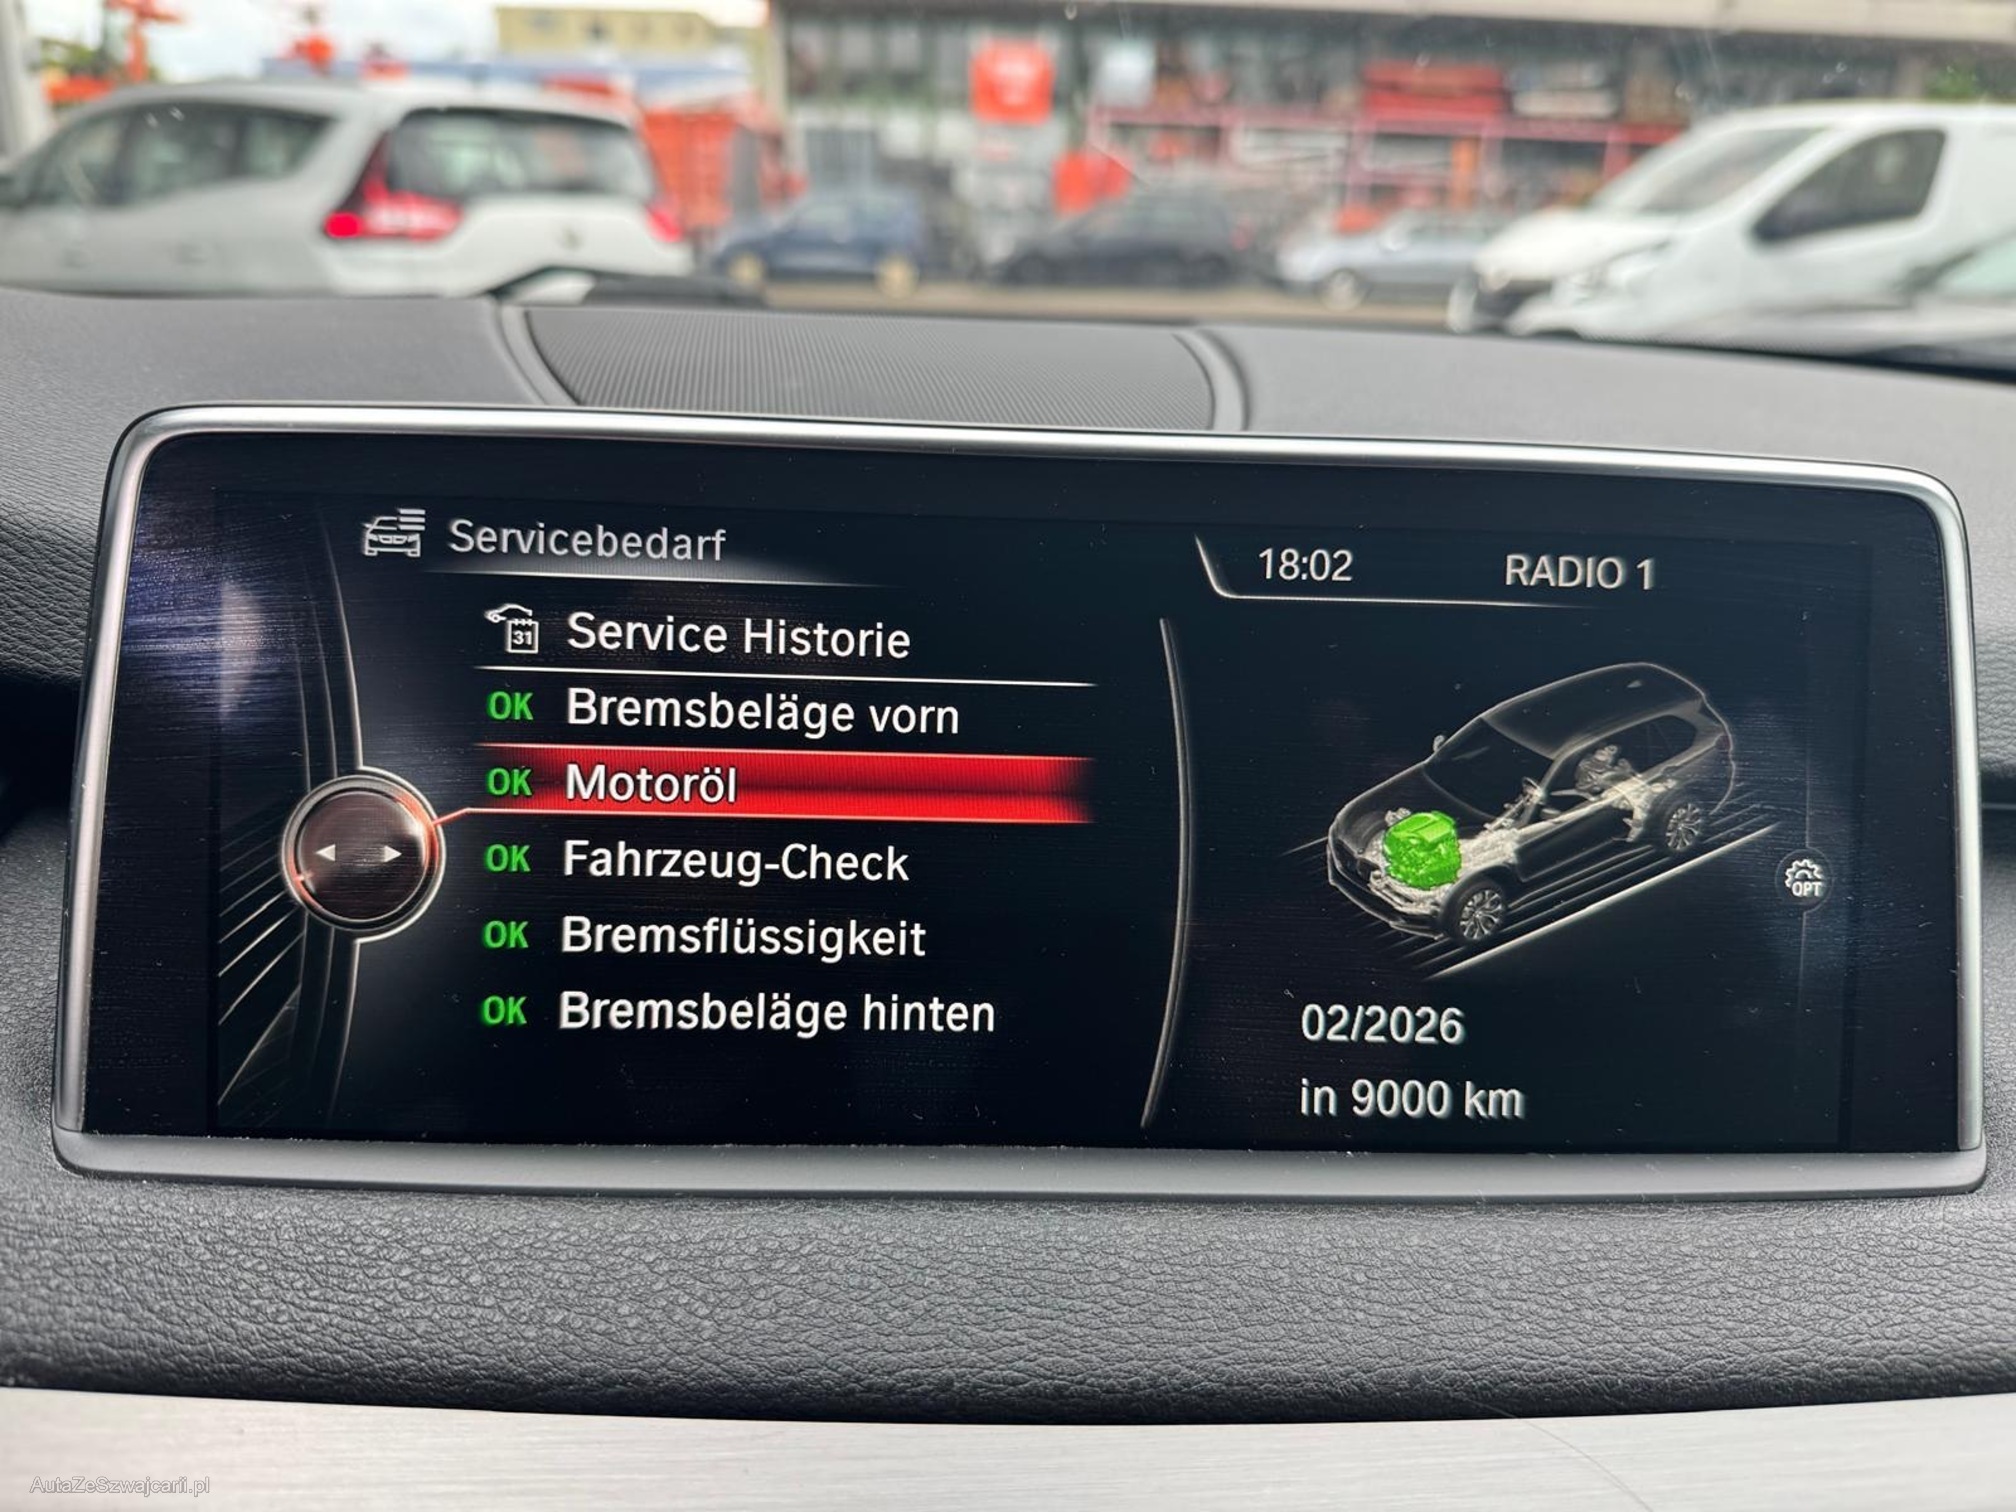 Servicebedarf
18:02
RADIO 1
31
Service Historie
OK Bremsbeläge vorn
OK Motoröl
OK Fahrzeug-Check
OK Bremsflüssigkeit
OK Bremsbeläge hinten
OPT
02/2026
in 9000 km
AutaZeSzwajcarii.pl